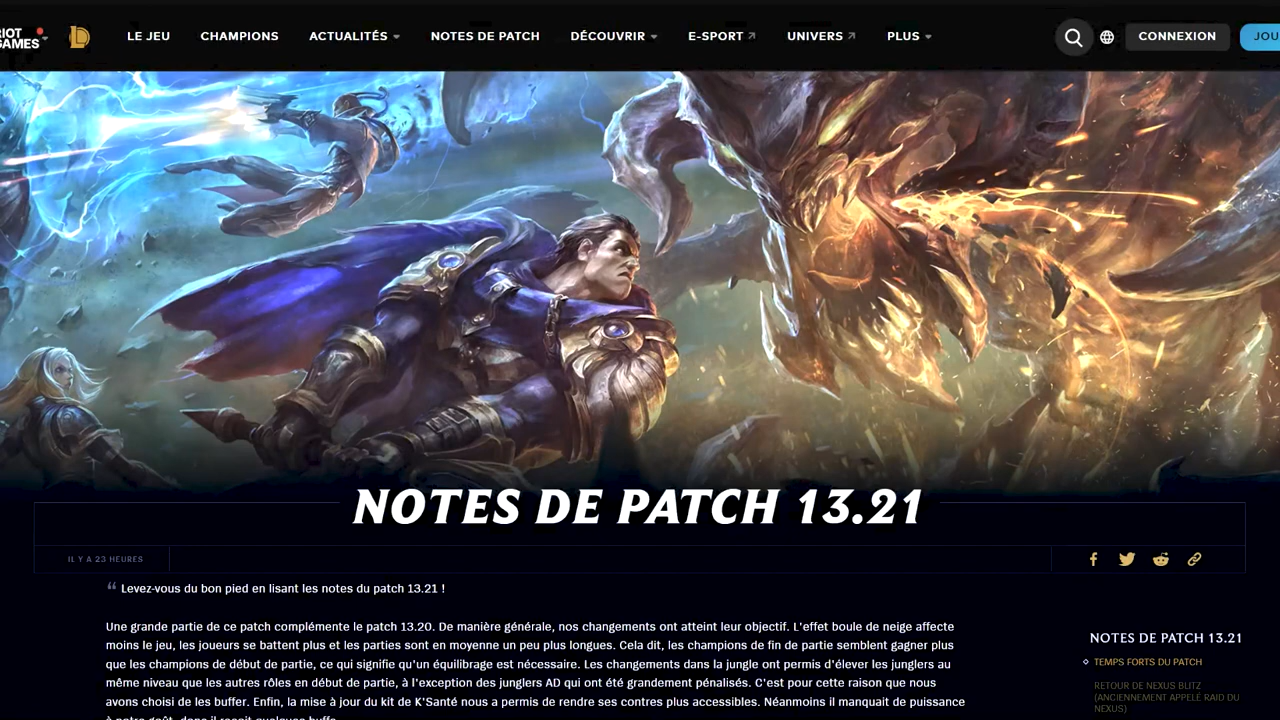 RIOT GAMES
LE JEU CHAMPIONS ACTUALITÉS NOTES DE PATCH DÉCOUVRIR E-SPORT UNIVERS PLUS CONNEXION JOU
NOTES DE PATCH 13.21
IL Y A 23 HEURES
“ Levez-vous du bon pied en lisant les notes du patch 13.21 !
Une grande partie de ce patch complémente le patch 13.20. De manière générale, nos changements ont atteint leur objectif. L'effet boule de neige affecte
moins le jeu, les joueurs se battent plus et les parties sont en moyenne un peu plus longues. Cela dit, les champions de fin de partie semblent gagner plus
que les champions de début de partie, ce qui signifie qu'un équilibrage est nécessaire. Les changements dans la jungle ont permis d'élever les junglers au
même niveau que les autres rôles en début de partie, à l'exception des junglers AD qui ont été grandement pénalisés. C'est pour cette raison que nous
avons choisi de les buffer. Enfin, la mise à jour du kit de K'Santé nous a permis de rendre ses contres plus accessibles. Néanmoins il manquait de puissance
à notre goût, donc il reçoit quelques buffs.
NOTES DE PATCH 13.21
TEMPS FORTS DU PATCH
RETOUR DE NEXUS BLITZ
(ANCIENNEMENT APPELÉ RAID DU
NEXUS)